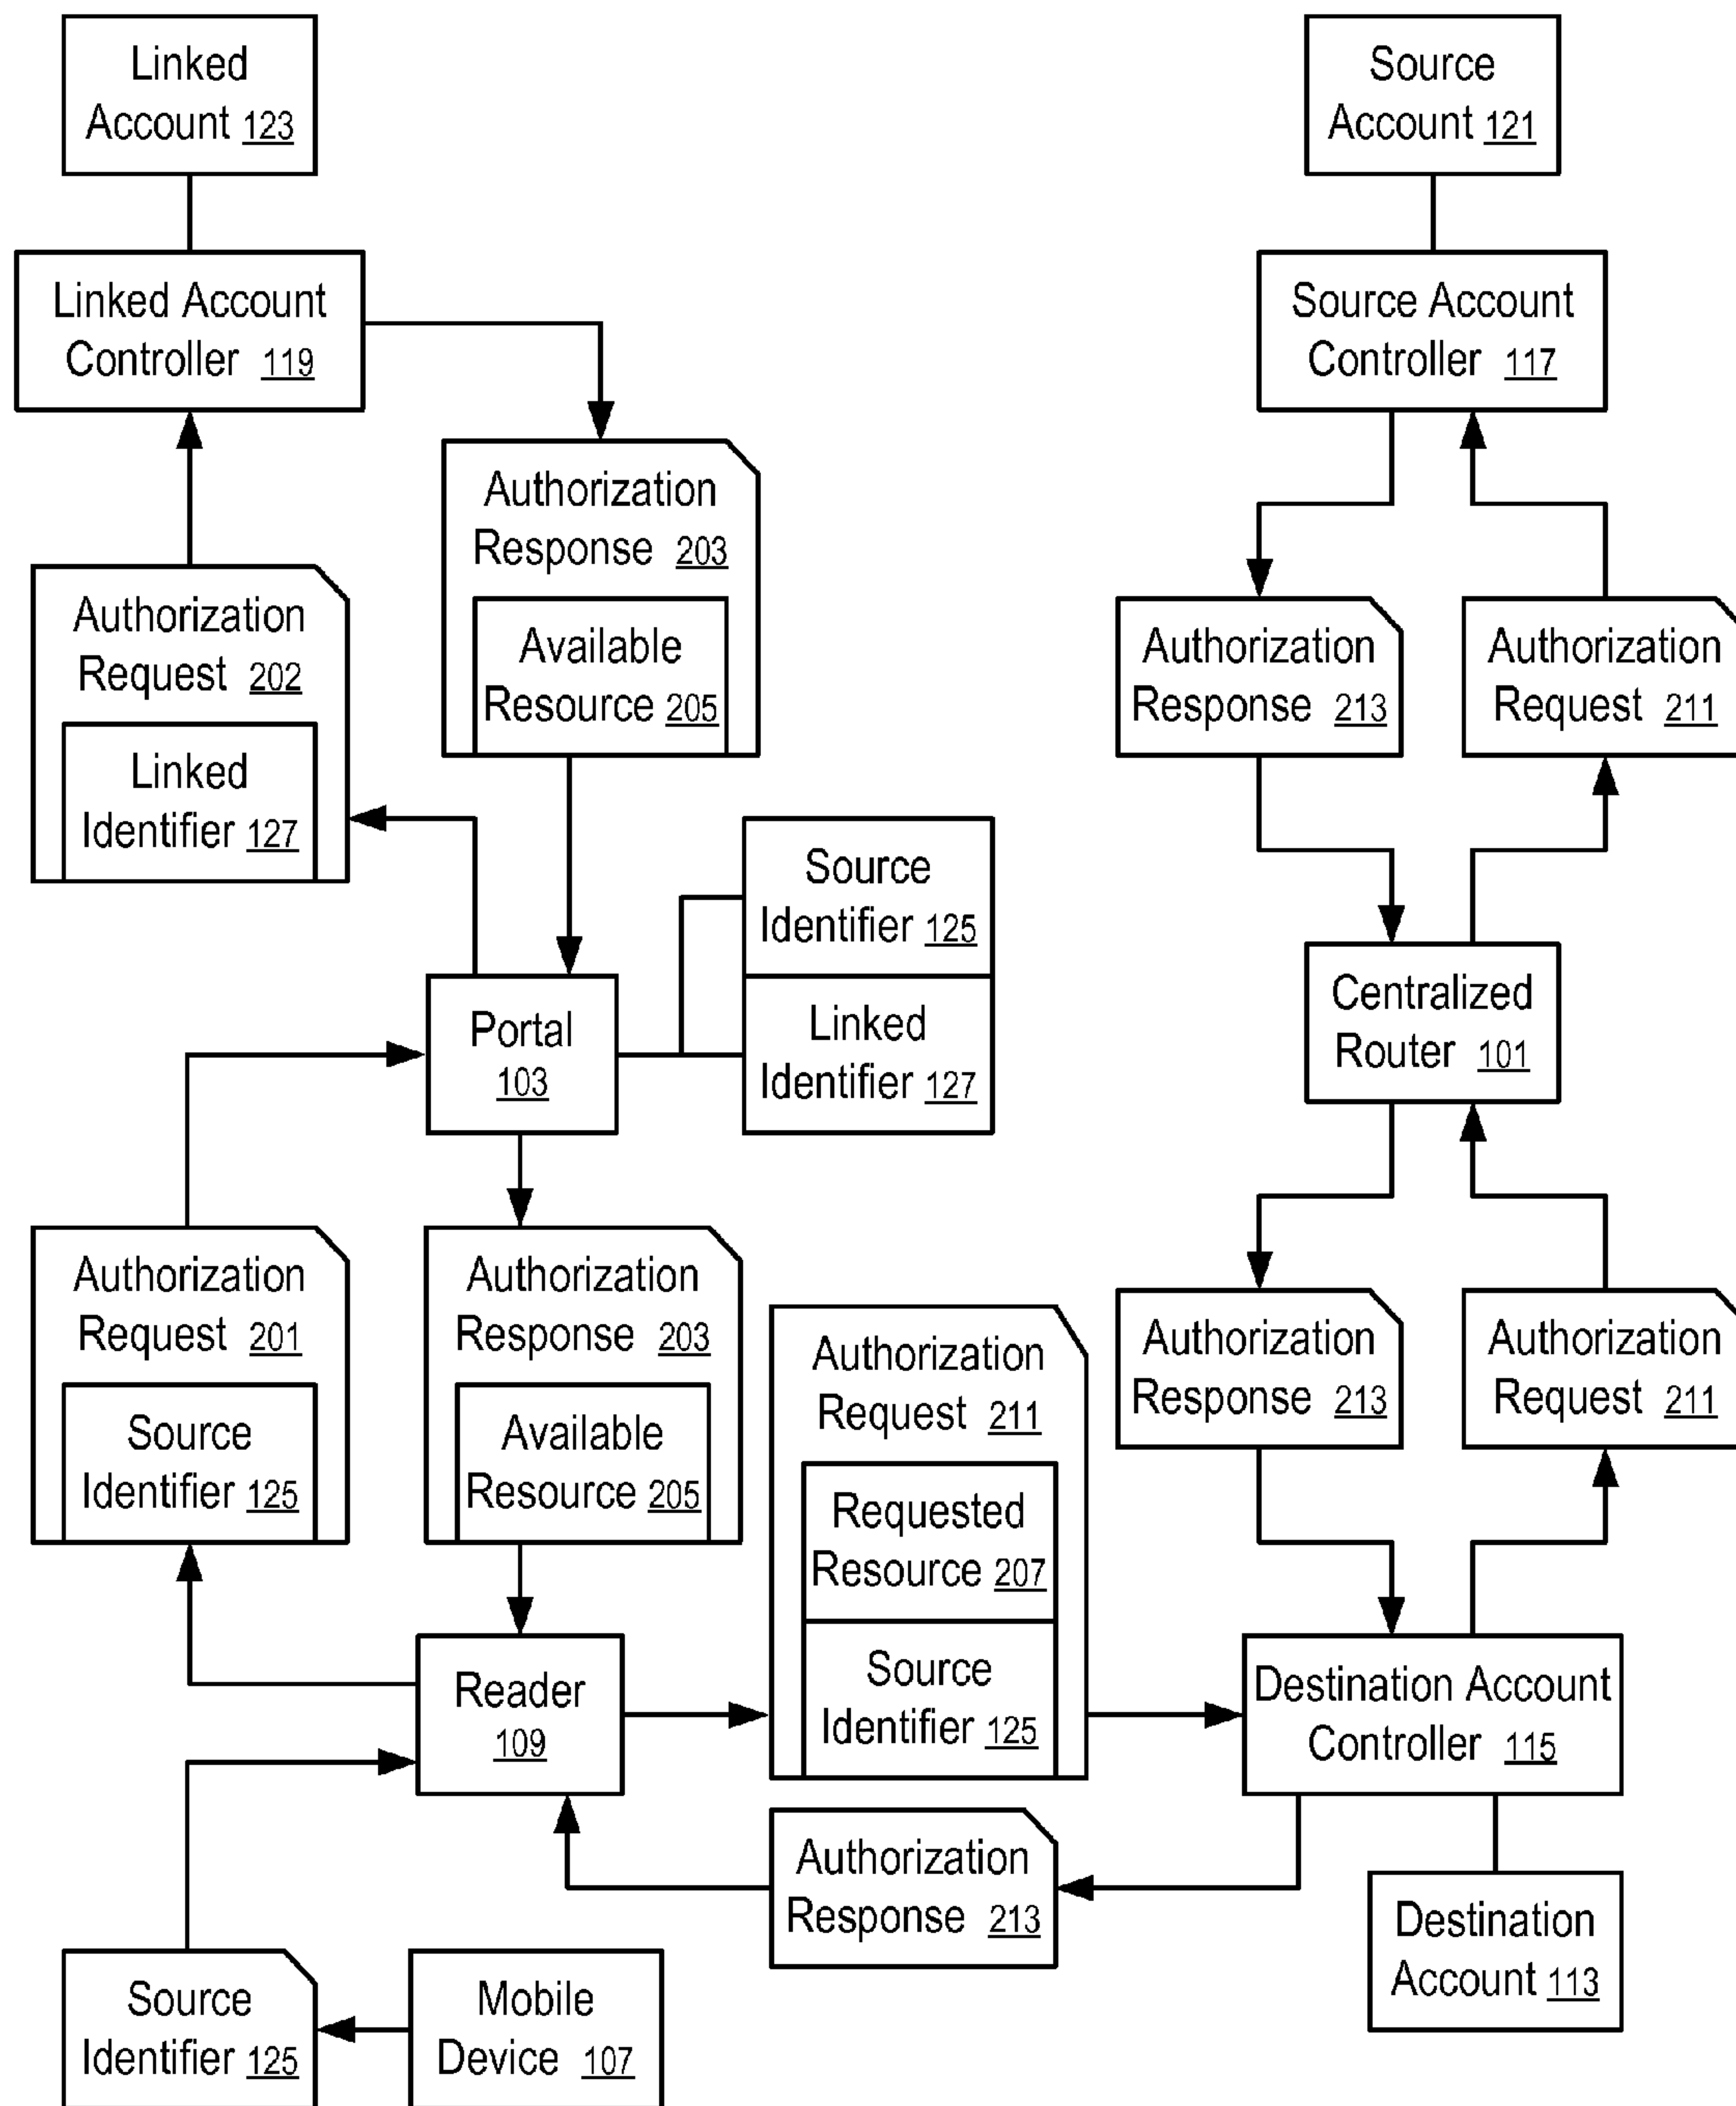 Linked
Account 123
Source
Account 121
Linked Account
Controller 119
Source Account
Controller 117
Authorization
Response 203
Available
Resource 205
Authorization
Request 202
Linked
Identifier 127
Authorization
Response 213
Authorization
Request 211
Source
Identifier 125
Linked
Identifier 127
Portal
103
Centralized
Router 101
Authorization
Request 201
Source
Identifier 125
Authorization
Response 203
Available
Resource 205
Authorization
Request 211
Requested
Resource 207
Source
Identifier 125
Authorization
Response 213
Authorization
Request 211
Reader
109
Destination Account
Controller 115
Authorization
Response 213
Destination
Account 113
Source
Identifier 125
Mobile
Device 107